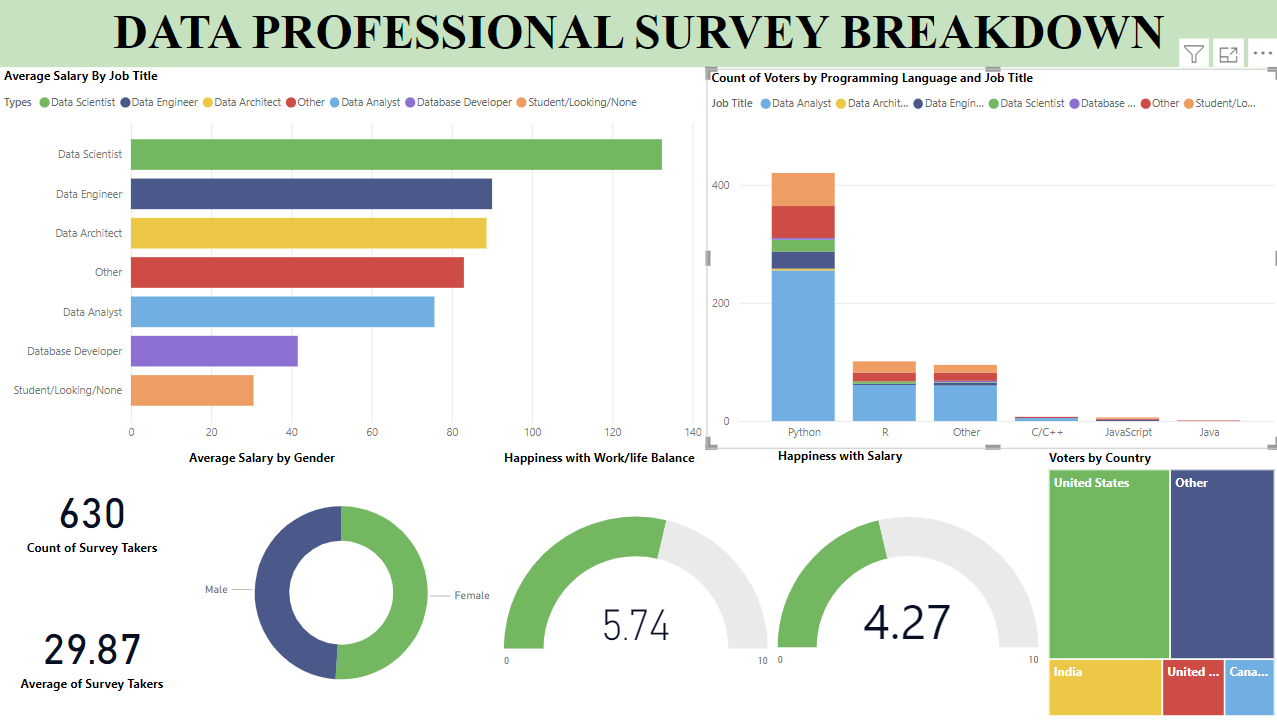 DATA PROFESSIONAL SURVEY BREAKDOWN
Average Salary By Job Title
Types Data Scientist Data Engineer Data Architect Other Data Analyst Database Developer Student/Looking/None
Data Scientist
Data Engineer
Data Architect
Other
Data Analyst
Database Developer
Student/Looking/None
0 20 40 60 80 100 120 140
Count of Voters by Programming Language and Job Title
Job Title Data Analyst Data Archit... Data Engin... Data Scientist Database ... Other Student/Lo...
400
200
0
Python R Other C/C++ JavaScript Java
630
Count of Survey Takers
29.87
Average of Survey Takers
Average Salary by Gender
Male
Female
Happiness with Work/life Balance
5.74
0 10
Happiness with Salary
4.27
0 10
Voters by Country
United States Other
India United ... Cana...